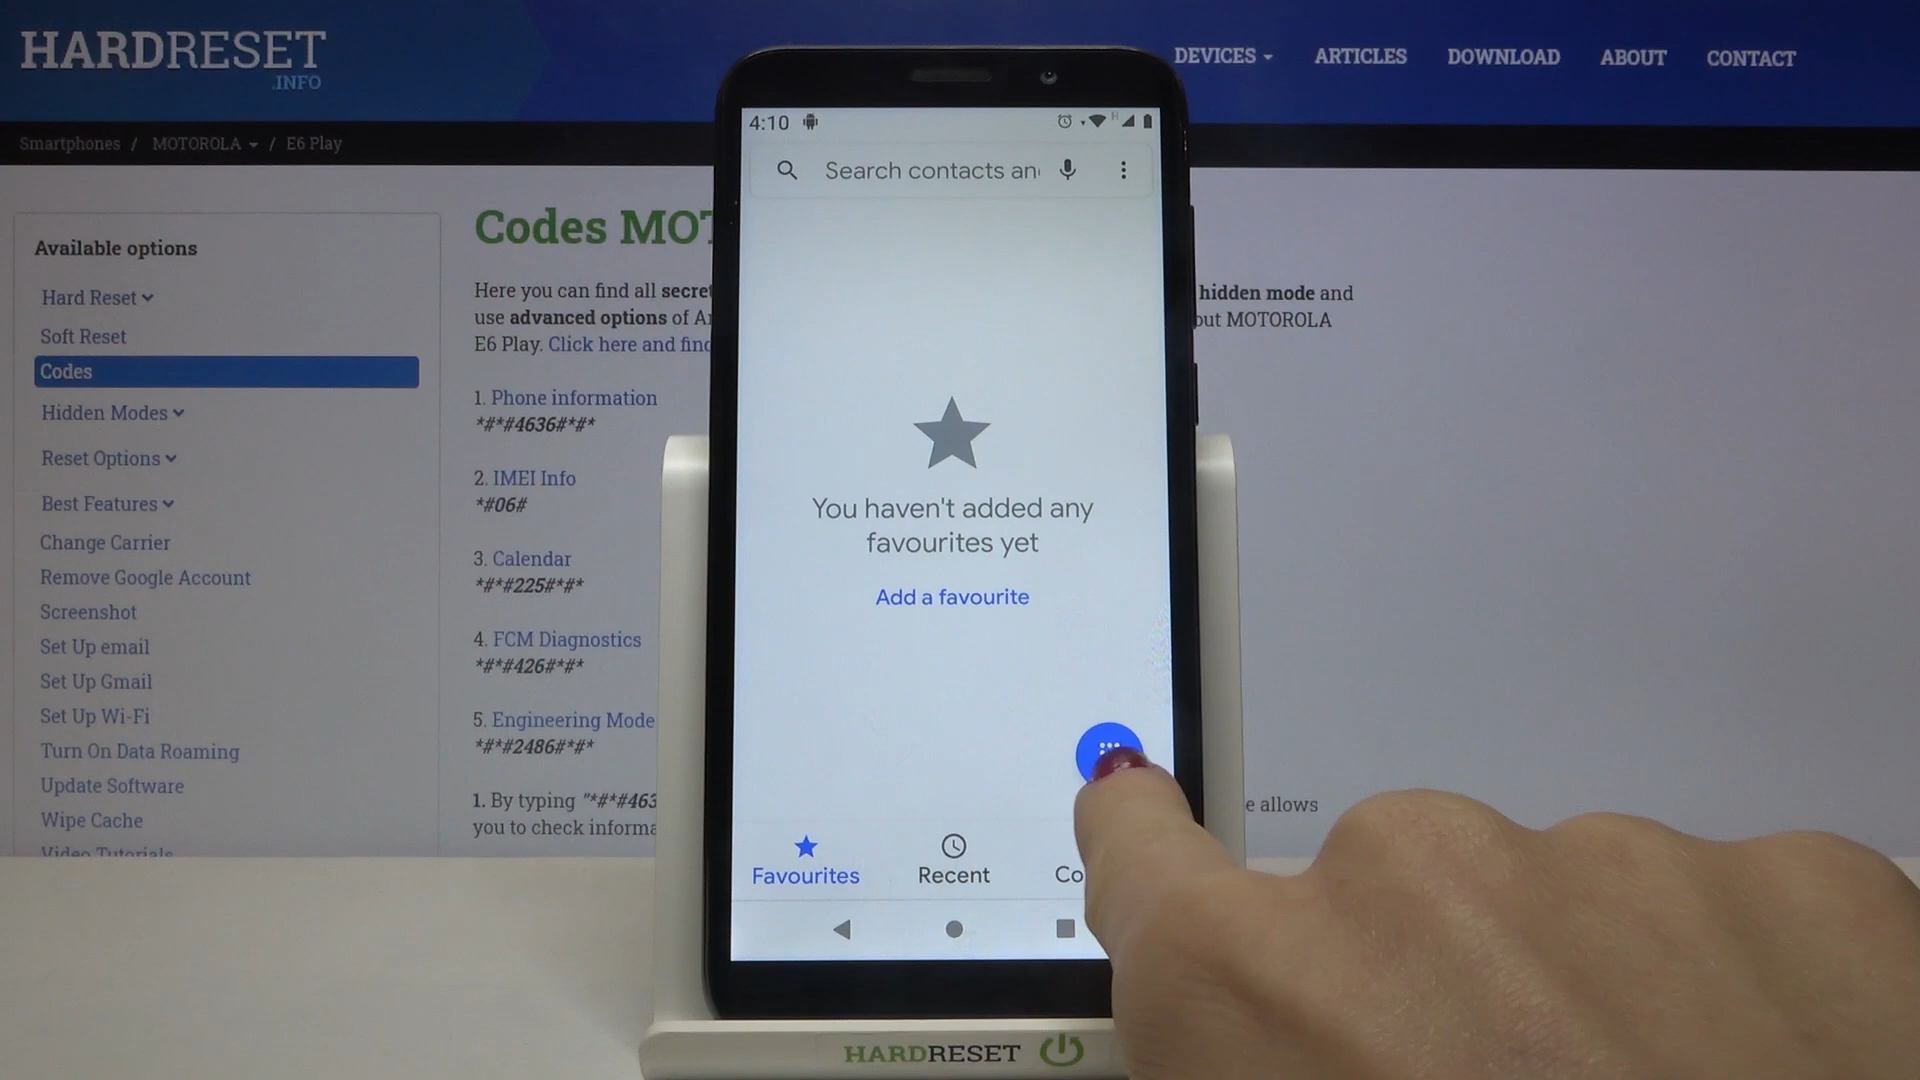 HARDRESET
.INFO
DEVICES ARTICLES DOWNLOAD ABOUT CONTACT
Smartphones / MOTOROLA / E6 Play
Available options
Hard Reset
Soft Reset
Codes
Hidden Modes
Reset Options
Best Features
Change Carrier
Remove Google Account
Screenshot
Set Up email
Set Up Gmail
Set Up Wi-Fi
Turn On Data Roaming
Update Software
Wipe Cache
Video Tutorials
Codes MOT
Here you can find all secre hidden mode and
use advanced options of A out MOTOROLA
E6 Play. Click here and find
1. Phone information
*#*#4636#*#*
2. IMEI Info
*#06#
3. Calendar
*#*#225#*#*
4. FCM Diagnostics
*#*#426#*#*
5. Engineering Mode
*#*#2486#*#*
1. By typing "*#*#463 e allows
you to check informa
4:10
H
Search contacts an
You haven't added any
favourites yet
Add a favourite
Favourites Recent Co
HARDRESET